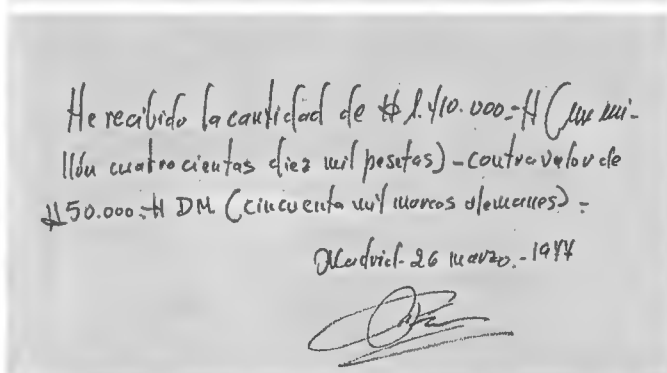 He recibido la cantidad de # 1.410.000.-# (un mi-
llón cuatrocientas diez mil pesetas) - contravalor de
# 50.000.-# DM (cincuenta mil marcos alemanes) -
Madrid - 26 marzo. - 1977